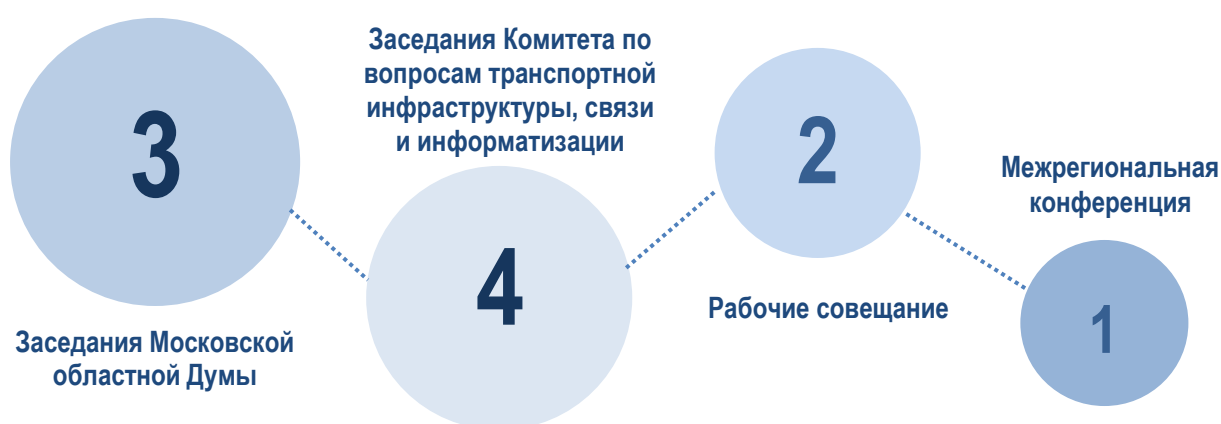 3
Заседания Московской
областной Думы
Заседания Комитета по
вопросам транспортной
инфраструктуры, связи
и информатизации
4
2
Рабочие совещание
Межрегиональная
конференция
1